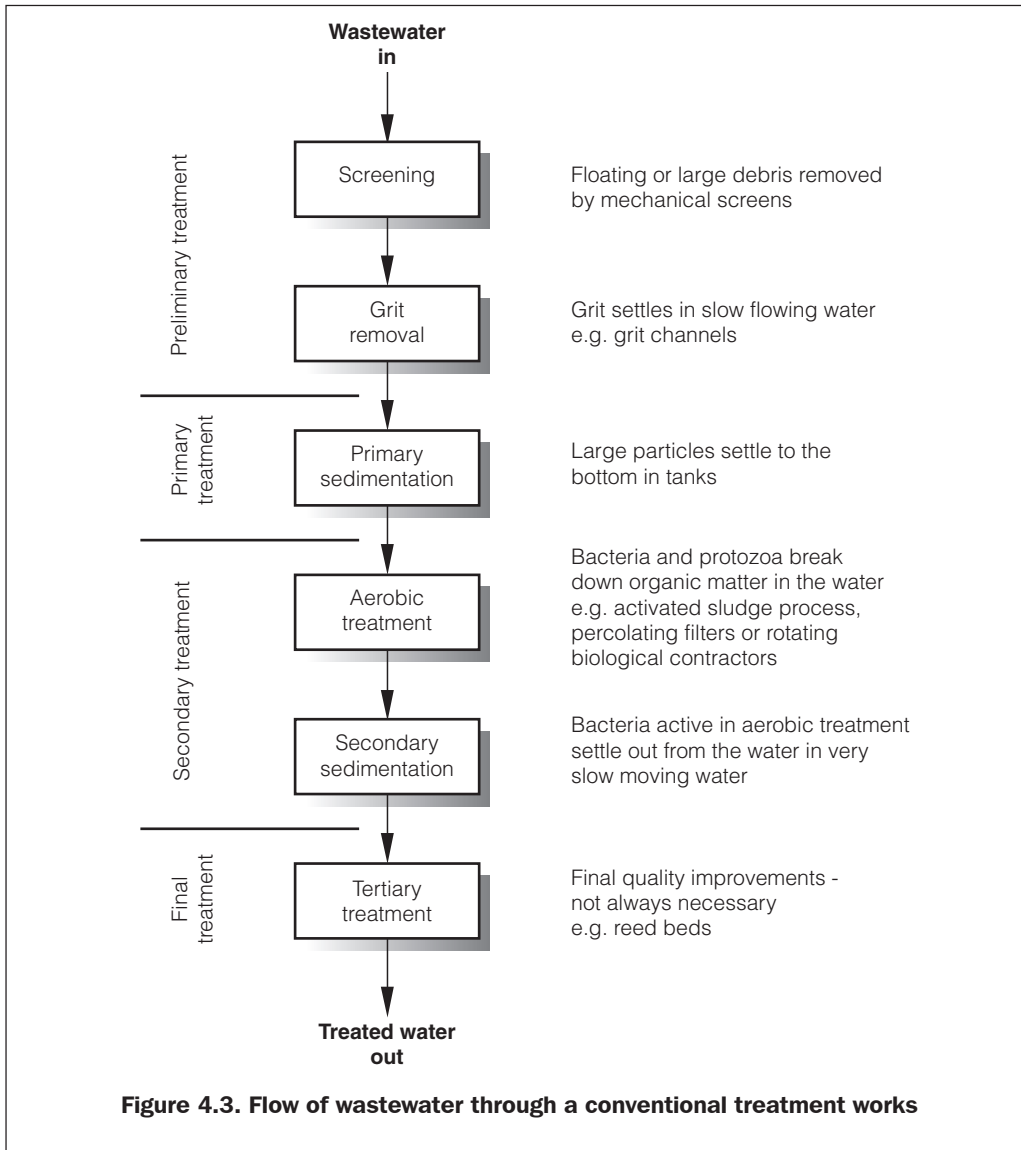 Wastewater
in
Preliminary treatment
Screening
Floating or large debris removed
by mechanical screens
Grit
removal
Grit settles in slow flowing water
e.g. grit channels
Primary
treatment
Primary
sedimentation
Large particles settle to the
bottom in tanks
Secondary treatment
Aerobic
treatment
Bacteria and protozoa break
down organic matter in the water
e.g. activated sludge process,
percolating filters or rotating
biological contractors
Secondary
sedimentation
Bacteria active in aerobic treatment
settle out from the water in very
slow moving water
Final
treatment
Tertiary
treatment
Final quality improvements -
not always necessary
e.g. reed beds
Treated water
out
Figure 4.3. Flow of wastewater through a conventional treatment works